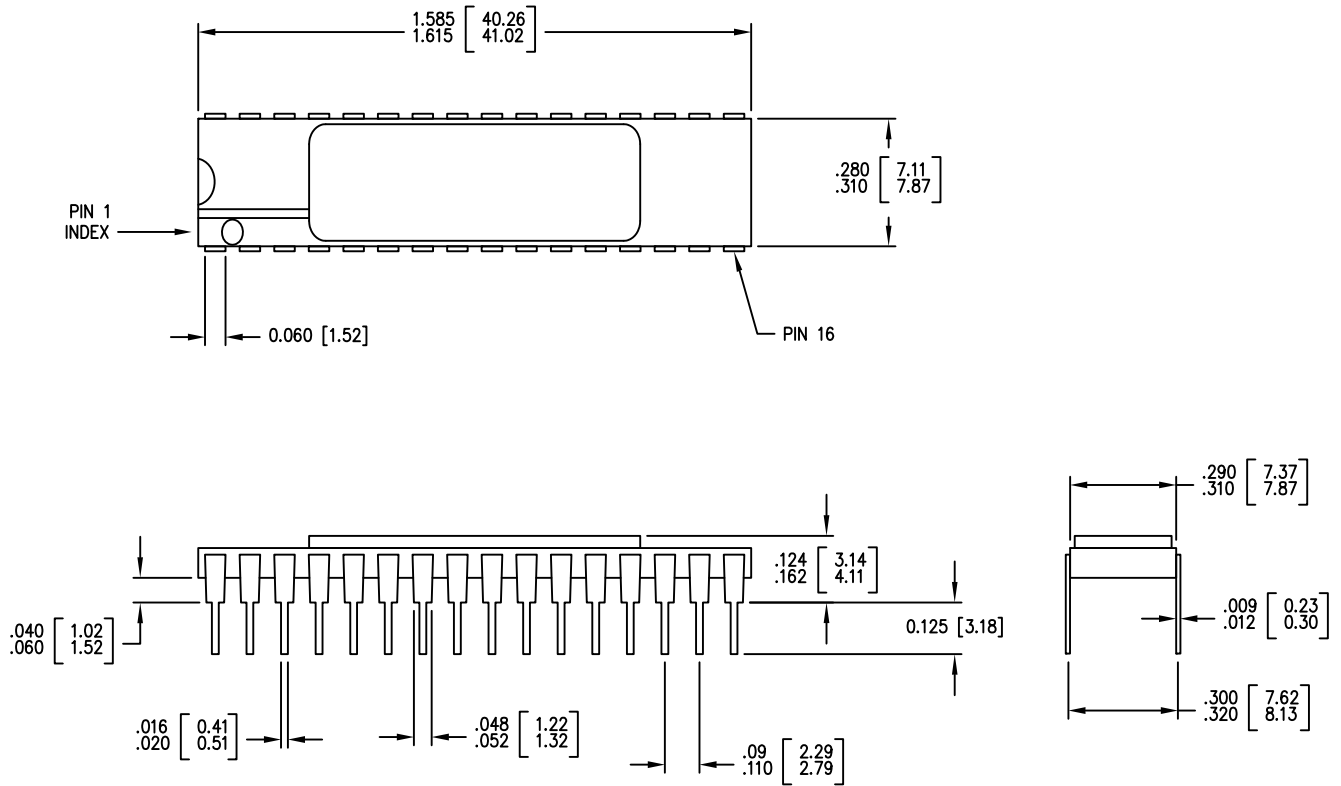 1.585 [ 40.26 ]
1.615 [ 41.02 ]
.280 [ 7.11 ]
.310 [ 7.87 ]
PIN 1
INDEX
0.060 [1.52]
PIN 16
.290 [ 7.37 ]
.310 [ 7.87 ]
.124 [ 3.14 ]
.162 [ 4.11 ]
.040 [ 1.02 ]
.060 [ 1.52 ]
0.125 [3.18]
.009 [ 0.23 ]
.012 [ 0.30 ]
.016 [ 0.41 ]
.020 [ 0.51 ]
.048 [ 1.22 ]
.052 [ 1.32 ]
.09 [ 2.29 ]
.110 [ 2.79 ]
.300 [ 7.62 ]
.320 [ 8.13 ]